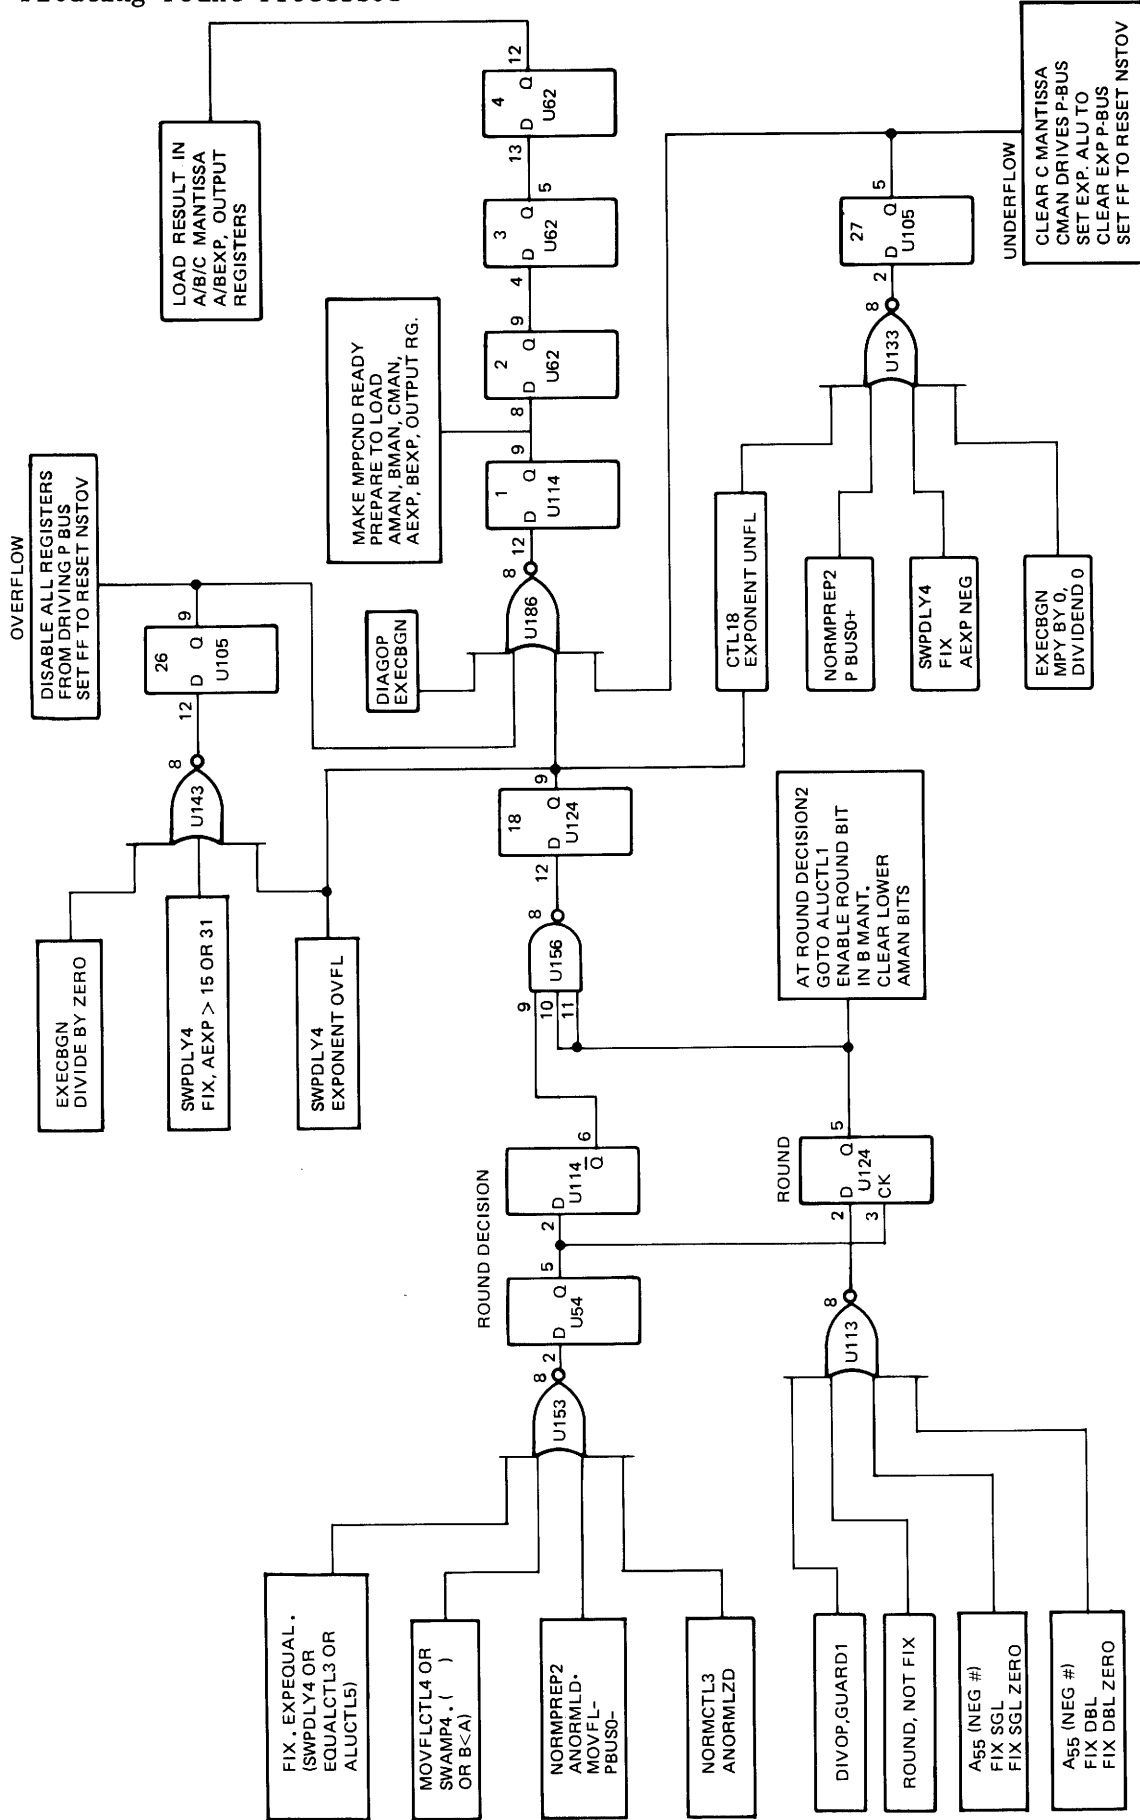 OVERFLOW
DISABLE ALL REGISTERS
FROM DRIVING P BUS
SET FF TO RESET NSTOV
LOAD RESULT IN
A/B/C MANTISSA
A/BEXP, OUTPUT
REGISTERS
EXECBGN
DIVIDE BY ZERO
SWPDLY4
FIX, AEXP > 15 OR 31
SWPDLY4
EXPONENT OVFL
U143
8
12
26
D Q
U105
9
MAKE MPPCND READY
PREPARE TO LOAD
AMAN, BMAN, CMAN,
AEXP, BEXP, OUTPUT RG.
DIAGOP
EXECBGN
U186
8
12
1
D Q
U114
9
8
2
D Q
U62
9
4
3
D Q
U62
5
13
4
D Q
U62
12
FIX . EXPEQUAL .
(SWPDLY4 OR
EQUALCTL3 OR
ALUCTL5)
MOVFLCTL4 OR
SWAMP4 . ( )
OR B<A)
NORMPREP2
ANORMLD·
MOVFL-
PBUS0-
NORMCTL3
ANORMLZD
U153
8
2
D Q
U54
5
ROUND DECISION
2
D
U114
Q
6
9
10
11
U156
8
12
18
D Q
U124
9
CTL18
EXPONENT UNFL
NORMPREP2
P BUS0+
SWPDLY4
FIX
AEXP NEG
EXECBGN
MPY BY 0,
DIVIDEND 0
U133
8
2
27
D Q
U105
5
UNDERFLOW
CLEAR C MANTISSA
CMAN DRIVES P-BUS
SET EXP. ALU TO
CLEAR EXP P-BUS
SET FF TO RESET NSTOV
DIVOP,GUARD1
ROUND, NOT FIX
A55 (NEG #)
FIX SGL
FIX SGL ZERO
A55 (NEG #)
FIX DBL
FIX DBL ZERO
U113
8
ROUND
2
3
D Q
U124
CK
5
AT ROUND DECISION2
GOTO ALUCTL1
ENABLE ROUND BIT
IN B MANT.
CLEAR LOWER
AMAN BITS